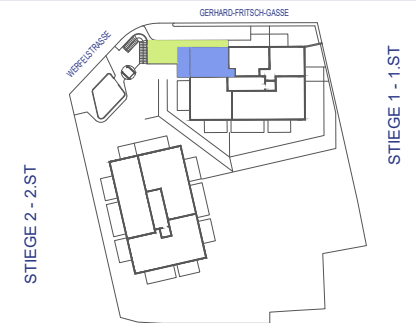 GERHARD-FRITSCH-GASSE
WERFELSTRASSE
STIEGE 1 - 1.ST
STIEGE 2 - 2.ST